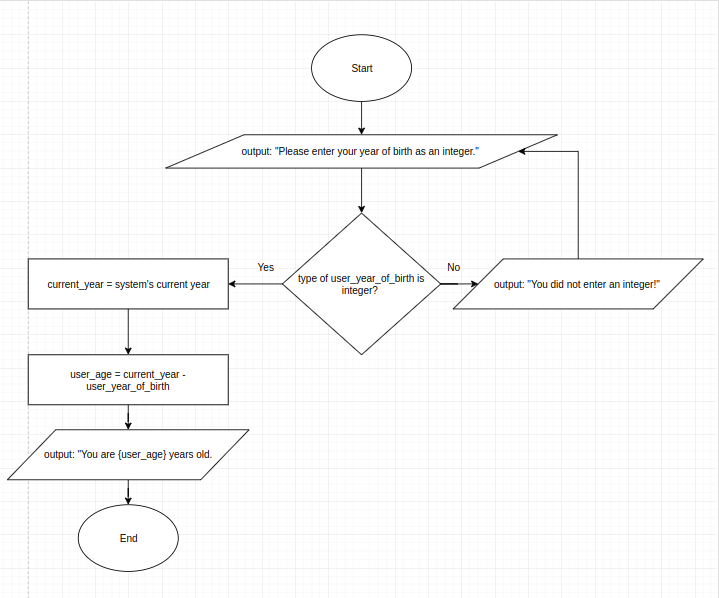 Start
output: "Please enter your year of birth as an integer."
Yes
No
type of user_year_of_birth is
integer?
current_year = system's current year
output: "You did not enter an integer!"
user_age = current_year -
user_year_of_birth
output: "You are {user_age} years old.
End